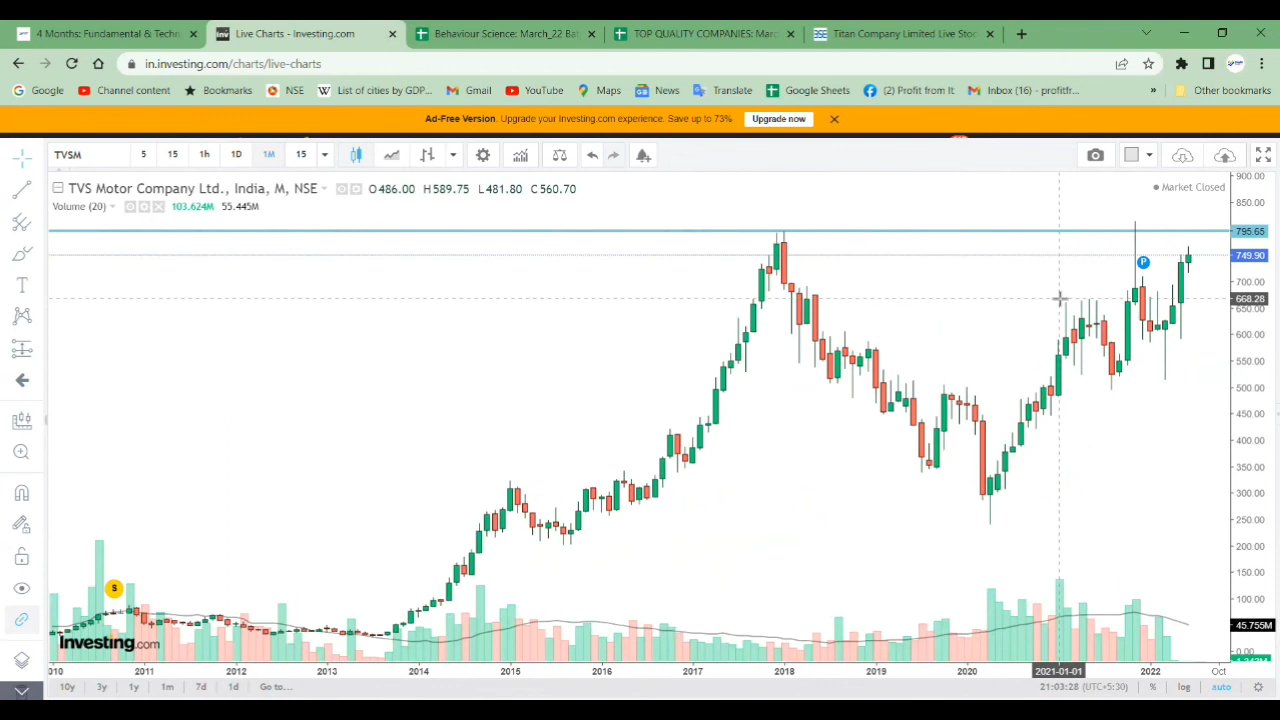 4 Months: Fundamental & Techn
Live Charts - Investing.com
Behaviour Science: March_22 Bat
TOP QUALITY COMPANIES: Marc
Titan Company Limited Live Stoc
in.investing.com/charts/live-charts
Google
Channel content
Bookmarks
NSE
List of cities by GDP...
Gmail
YouTube
Maps
News
Translate
Google Sheets
(2) Profit from It
Inbox (16) - profitfr...
»
Other bookmarks
Ad-Free Version. Upgrade your Investing.com experience. Save up to 73%
Upgrade now
TVSM
5
15
1h
1D
1M
15
TVS Motor Company Ltd., India, M, NSE
O486.00 H589.75 L481.80 C560.70
Market Closed
Volume (20)
103.624M 55.445M
900.00
850.00
795.65
749.90
700.00
668.28
650.00
600.00
550.00
500.00
450.00
400.00
350.00
300.00
250.00
200.00
150.00
100.00
45.755M
0.00
P
S
Investing.com
2010 2011 2012 2013 2014 2015 2016 2017 2018 2019 2020 2021-01-01 2022 Oct
10y 3y 1y 1m 7d 1d Go to...
21:03:28 (UTC+5:30) % log auto